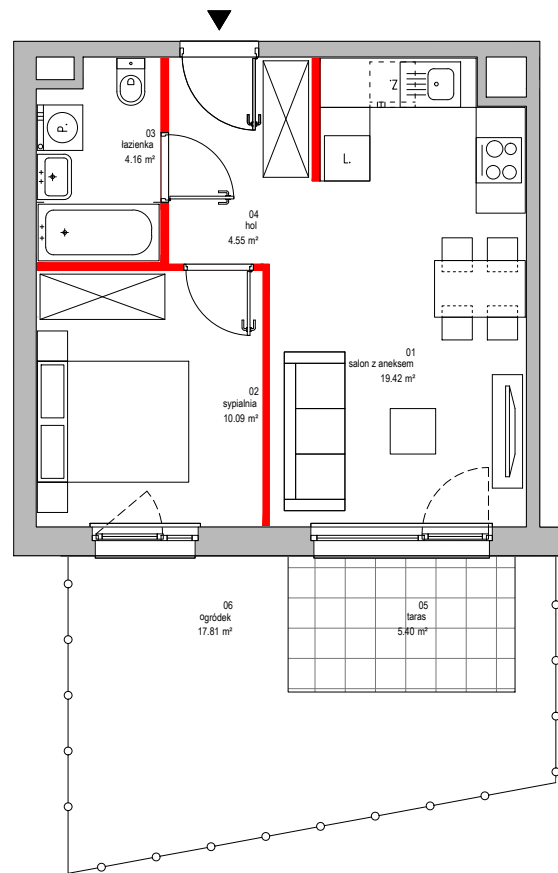 Z.
P.
03
łazienka
4.16 m²
L.
04
hol
4.55 m²
01
salon z aneksem
19.42 m²
02
sypialnia
10.09 m²
06
ogródek
17.81 m²
05
taras
5.40 m²